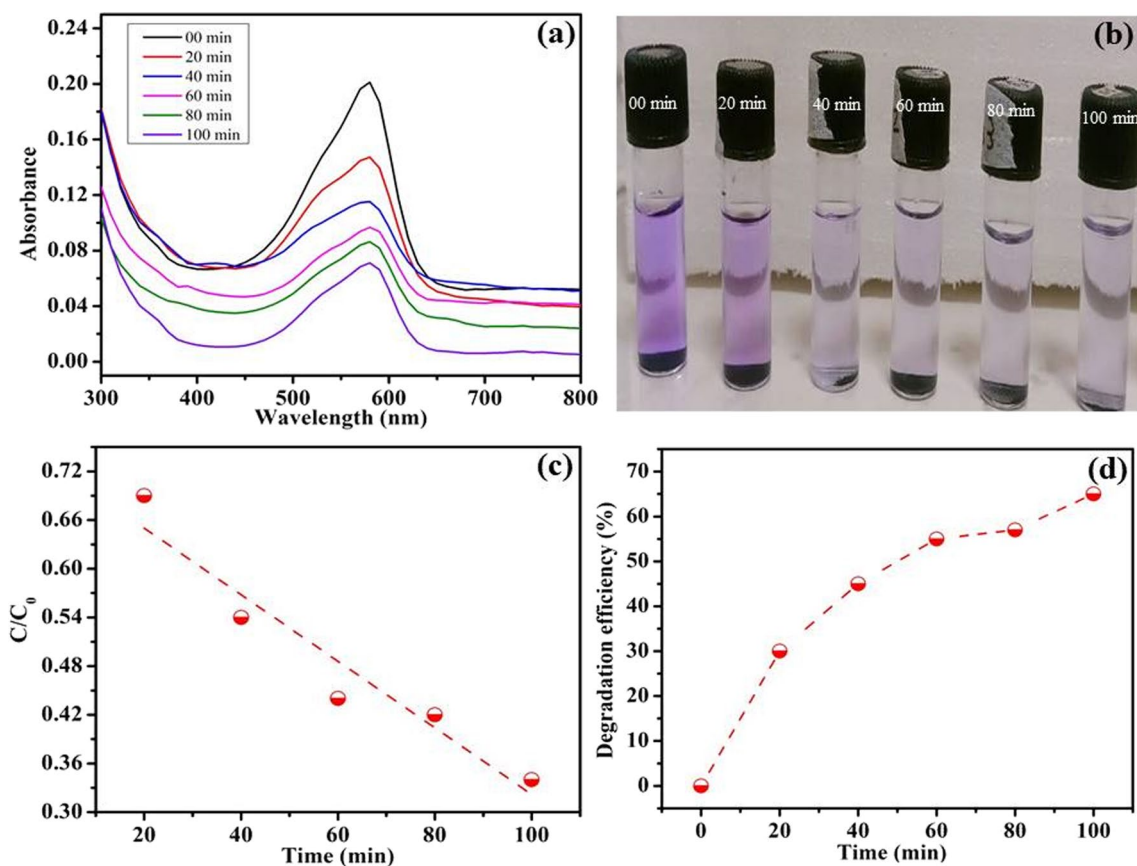 (a)
00 min
20 min
40 min
60 min
80 min
100 min
0.24
0.20
0.16
0.12
0.08
0.04
0.00
Absorbance
300 400 500 600 700 800
Wavelength (nm)
(b)
00 min 20 min 40 min 60 min 80 min 100 min
(c)
0.72
0.66
0.60
0.54
0.48
0.42
0.36
0.30
C/C0
20 40 60 80 100
Time (min)
(d)
70
60
50
40
30
20
10
0
Degradation efficiency (%)
0 20 40 60 80 100
Time (min)